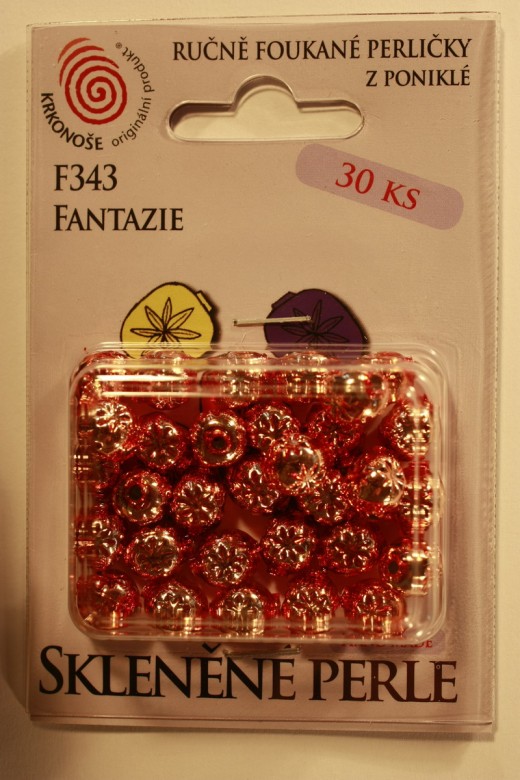 RUČNĚ FOUKANÉ PERLIČKY
Z PONIKLÉ
KRKONOŠE originální produkt®
F343
FANTAZIE
30 KS
SKLENĚNÉ PERLE